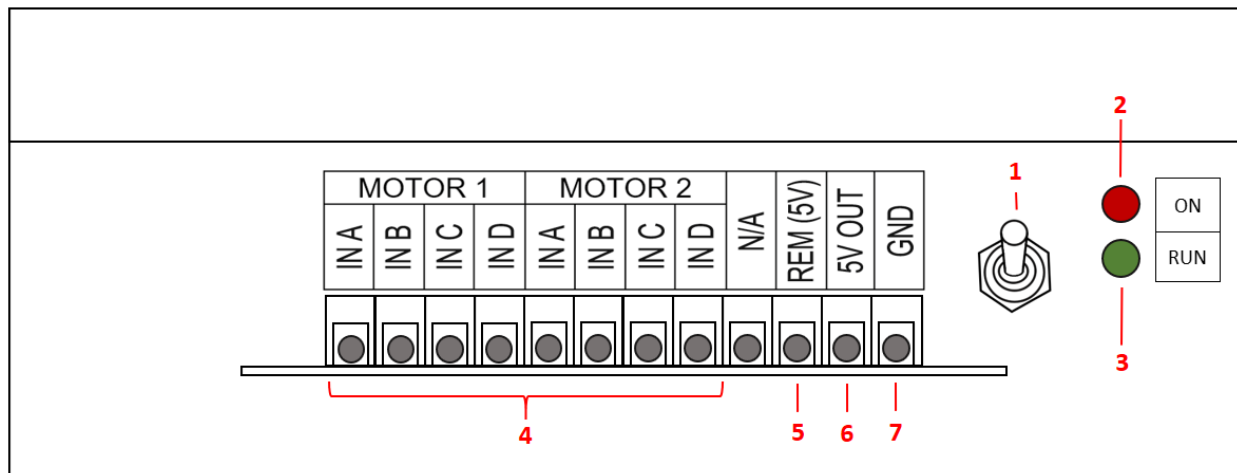 2
1
ON
RUN
MOTOR 1
MOTOR 2
IN A
IN B
IN C
IN D
IN A
IN B
IN C
IN D
N/A
REM (5V)
5V OUT
GND
3
4
5
6
7